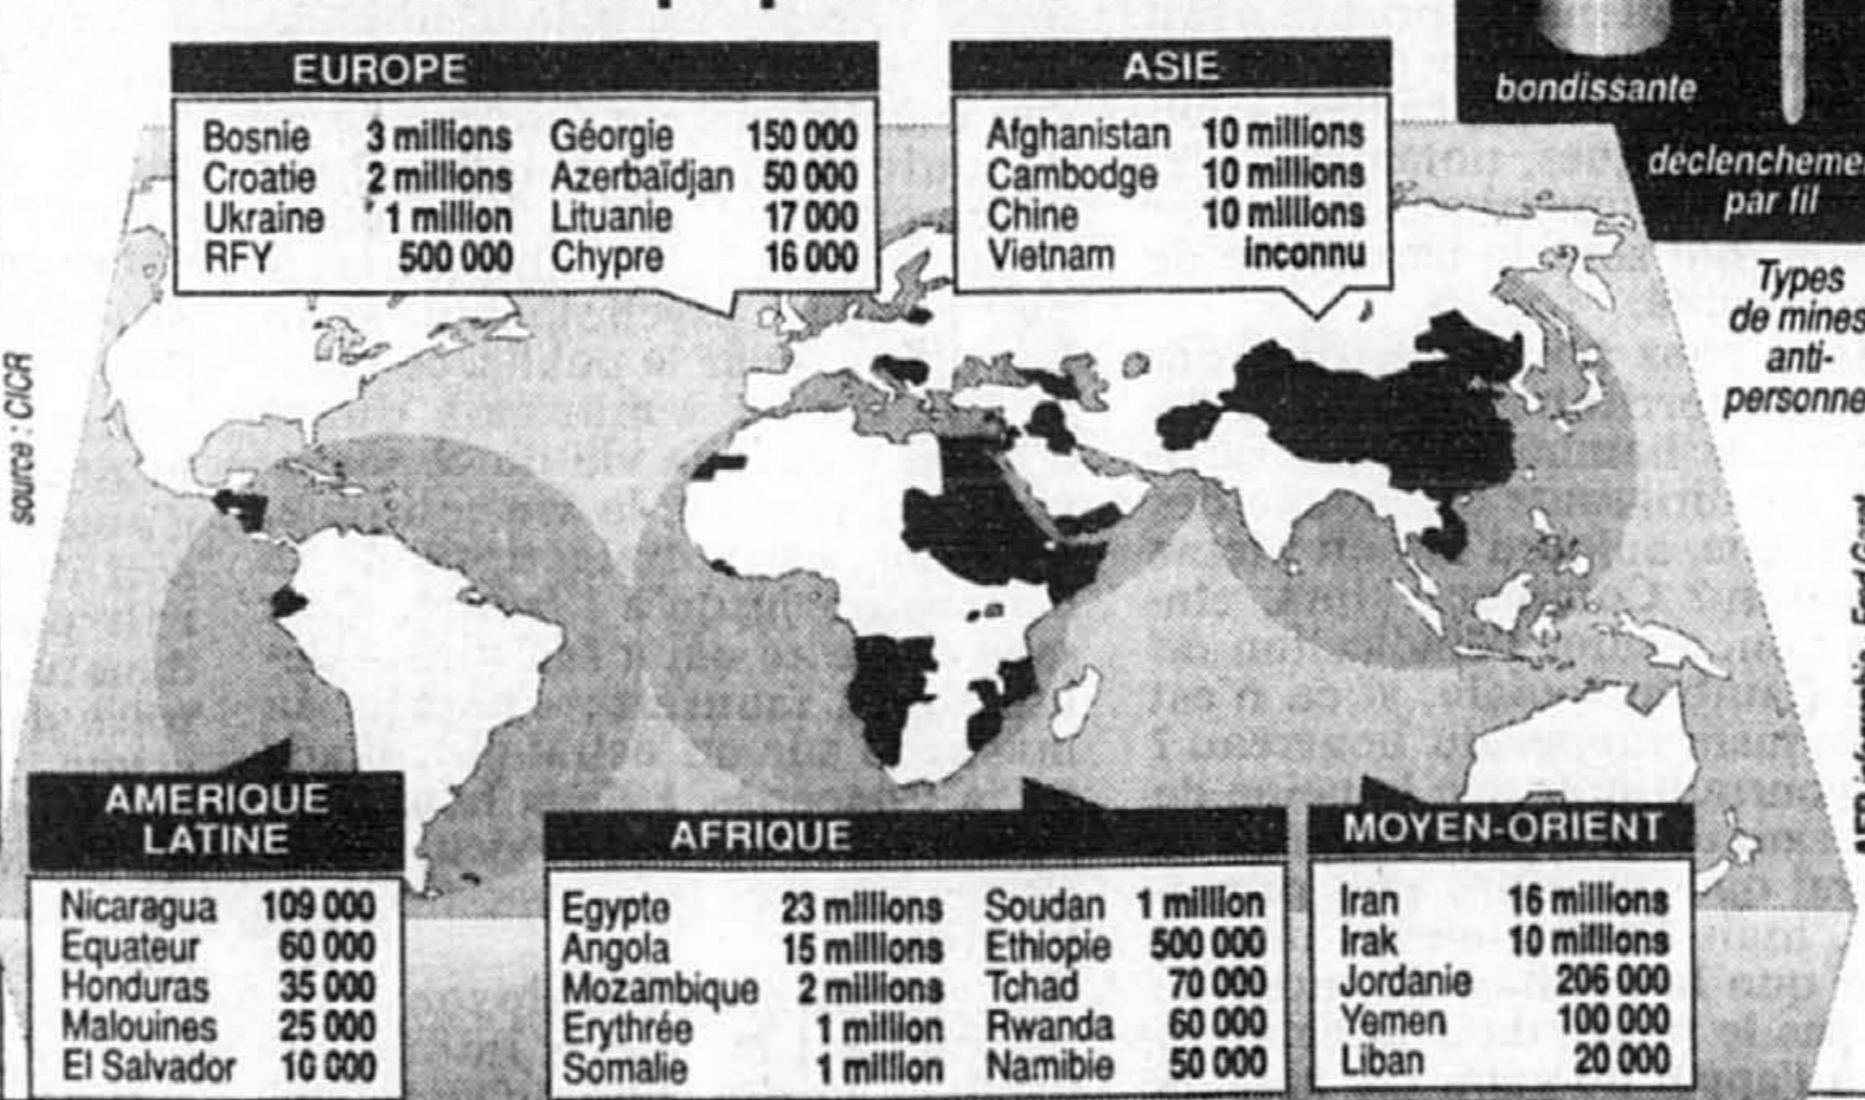 EUROPE
Bosnie 3 millions Géorgie 150 000
Croatie 2 millions Azerbaïdjan 50 000
Ukraine 1 million Lituanie 17 000
RFY 500 000 Chypre 16 000
ASIE
Afghanistan 10 millions
Cambodge 10 millions
Chine 10 millions
Vietnam inconnu
bondissante
déclencheme
par fil
Types
de mines
anti-
personne
source : CICR
AMERIQUE
LATINE
Nicaragua 109 000
Equateur 60 000
Honduras 35 000
Malouines 25 000
El Salvador 10 000
AFRIQUE
Egypte 23 millions Soudan 1 million
Angola 15 millions Ethiopie 500 000
Mozambique 2 millions Tchad 70 000
Erythrée 1 million Rwanda 60 000
Somalie 1 million Namibie 50 000
MOYEN-ORIENT
Iran 16 millions
Irak 10 millions
Jordanie 206 000
Yemen 100 000
Liban 20 000